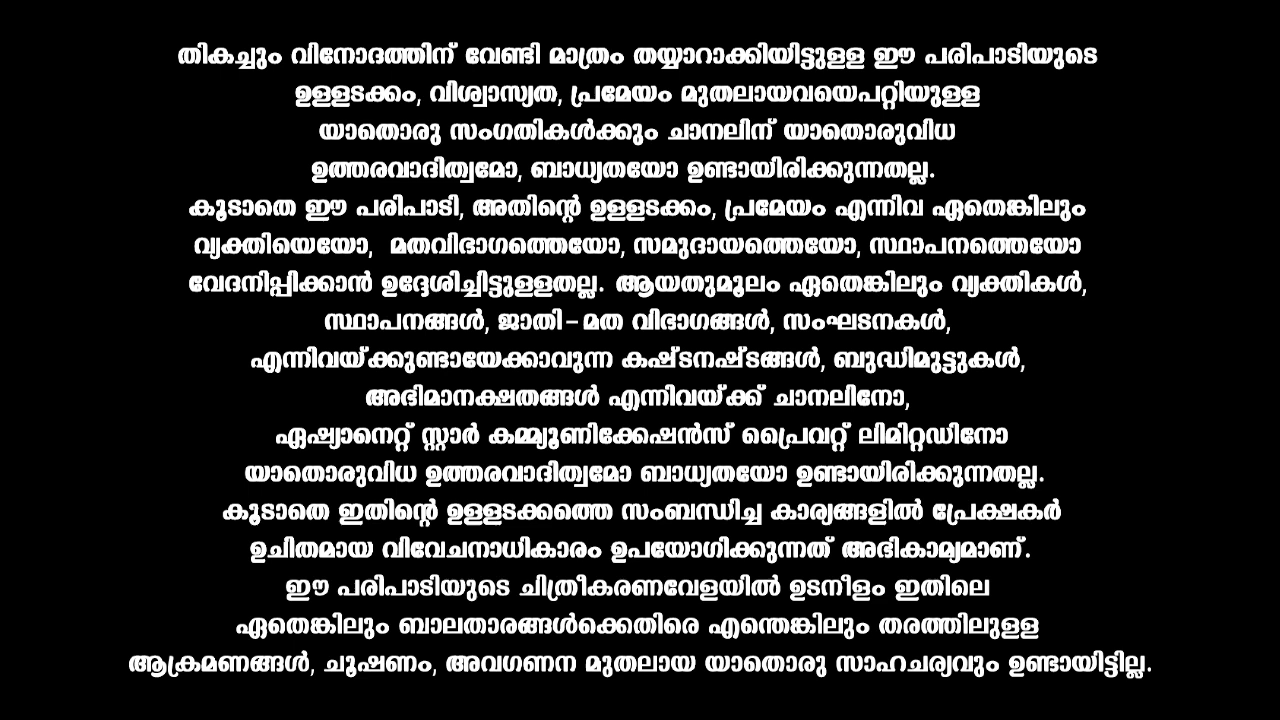 തികച്ചും വിനോദത്തിന് വേണ്ടി മാത്രം തയ്യാറാക്കിയിട്ടുള്ള ഈ പരിപാടിയുടെ
ഉള്ളടക്കം, വിശ്വാസ്യത, പ്രമേയം മുതലായവയെപറ്റിയുള്ള
യാതൊരു സംഗതികൾക്കും ചാനലിന് യാതൊരുവിധ
ഉത്തരവാദിത്വമോ, ബാധ്യതയോ ഉണ്ടായിരിക്കുന്നതല്ല.
കൂടാതെ ഈ പരിപാടി, അതിന്റെ ഉള്ളടക്കം, പ്രമേയം എന്നിവ ഏതെങ്കിലും
വ്യക്തിയെയോ, മതവിഭാഗത്തെയോ, സമുദായത്തെയോ, സ്ഥാപനത്തെയോ
വേദനിപ്പിക്കാൻ ഉദ്ദേശിച്ചിട്ടുള്ളതല്ല. ആയതുമൂലം ഏതെങ്കിലും വ്യക്തികൾ,
സ്ഥാപനങ്ങൾ, ജാതി – മത വിഭാഗങ്ങൾ, സംഘടനകൾ,
എന്നിവയ്ക്കുണ്ടായേക്കാവുന്ന കഷ്ടനഷ്ടങ്ങൾ, ബുദ്ധിമുട്ടുകൾ,
അഭിമാനക്ഷതങ്ങൾ എന്നിവയ്ക്ക് ചാനലിനോ,
ഏഷ്യാനെറ്റ് സ്റ്റാർ കമ്മ്യൂണിക്കേഷൻസ് പ്രൈവറ്റ് ലിമിറ്റഡിനോ
യാതൊരുവിധ ഉത്തരവാദിത്വമോ ബാധ്യതയോ ഉണ്ടായിരിക്കുന്നതല്ല.
കൂടാതെ ഇതിന്റെ ഉള്ളടക്കത്തെ സംബന്ധിച്ച കാര്യങ്ങളിൽ പ്രേക്ഷകർ
ഉചിതമായ വിവേചനാധികാരം ഉപയോഗിക്കുന്നത് അഭികാമ്യമാണ്.
ഈ പരിപാടിയുടെ ചിത്രീകരണവേളയിൽ ഉടനീളം ഇതിലെ
ഏതെങ്കിലും ബാലതാരങ്ങൾക്കെതിരെ എന്തെങ്കിലും തരത്തിലുള്ള
ആക്രമണങ്ങൾ, ചൂഷണം, അവഗണന മുതലായ യാതൊരു സാഹചര്യവും ഉണ്ടായിട്ടില്ല.